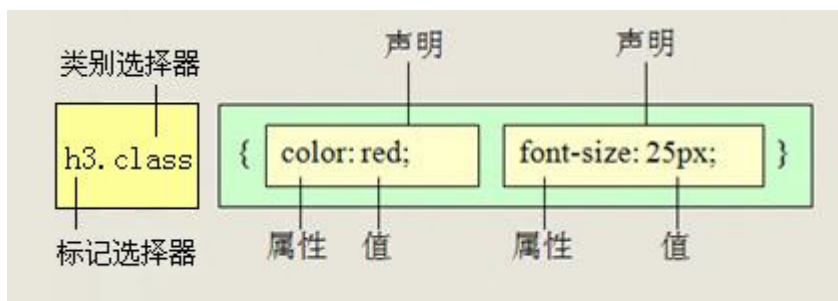 声明 声明
类别选择器
h3.class { color: red; font-size: 25px; }
标记选择器 属性 值 属性 值